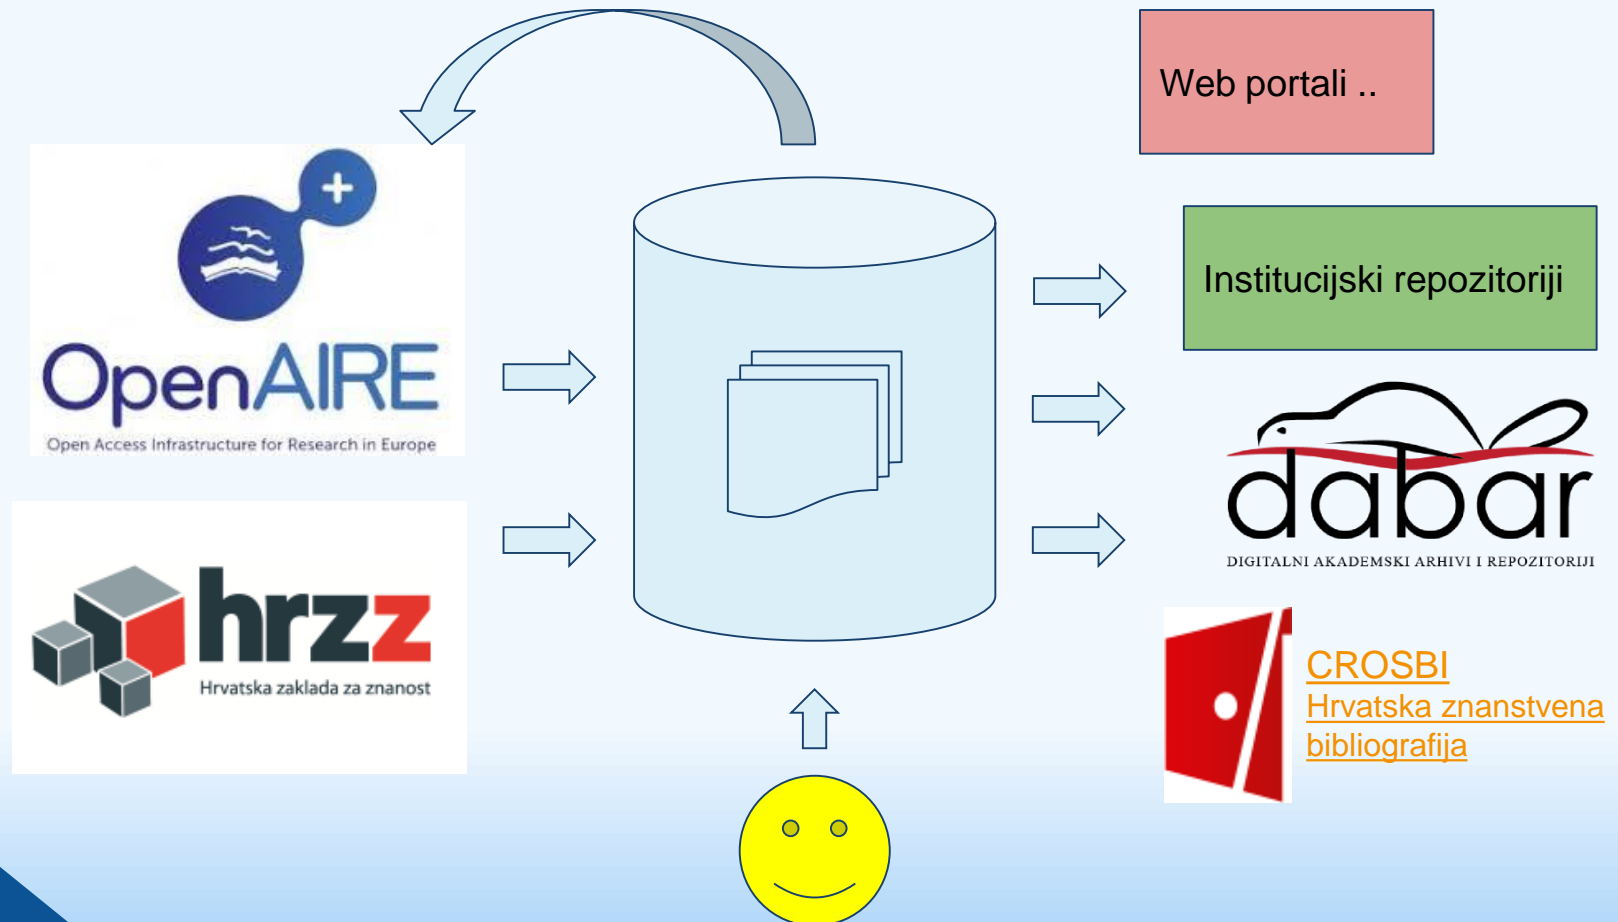 Web portali ..
OpenAIRE
Open Access Infrastructure for Research in Europe
Institucijski repozitoriji
dabar
DIGITALNI AKADEMSKI ARHIVI I REPOZITORIJI
hrzz
Hrvatska zaklada za znanost
CROSBI
Hrvatska znanstvena
bibliografija